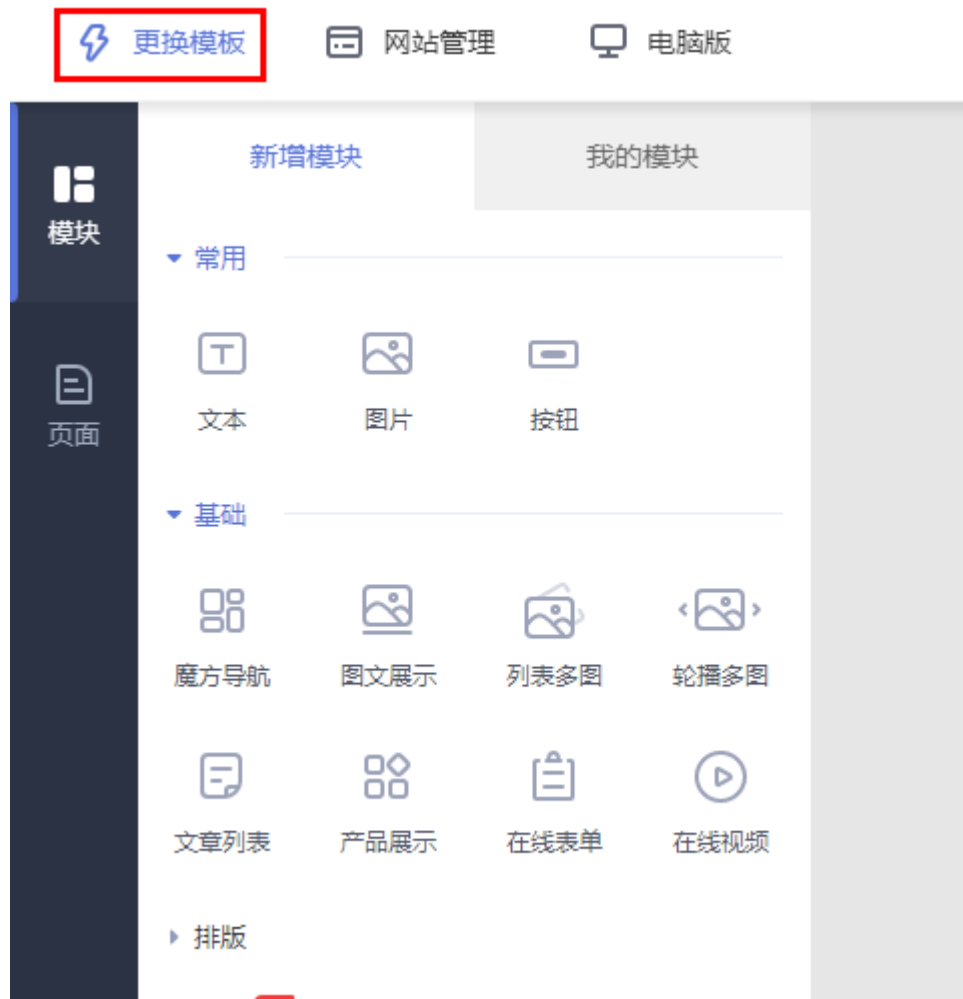 更换模板 网站管理 电脑版
新增模块 我的模块
模块
常用
文本 图片 按钮
页面
基础
魔方导航 图文展示 列表多图 轮播多图
文章列表 产品展示 在线表单 在线视频
排版